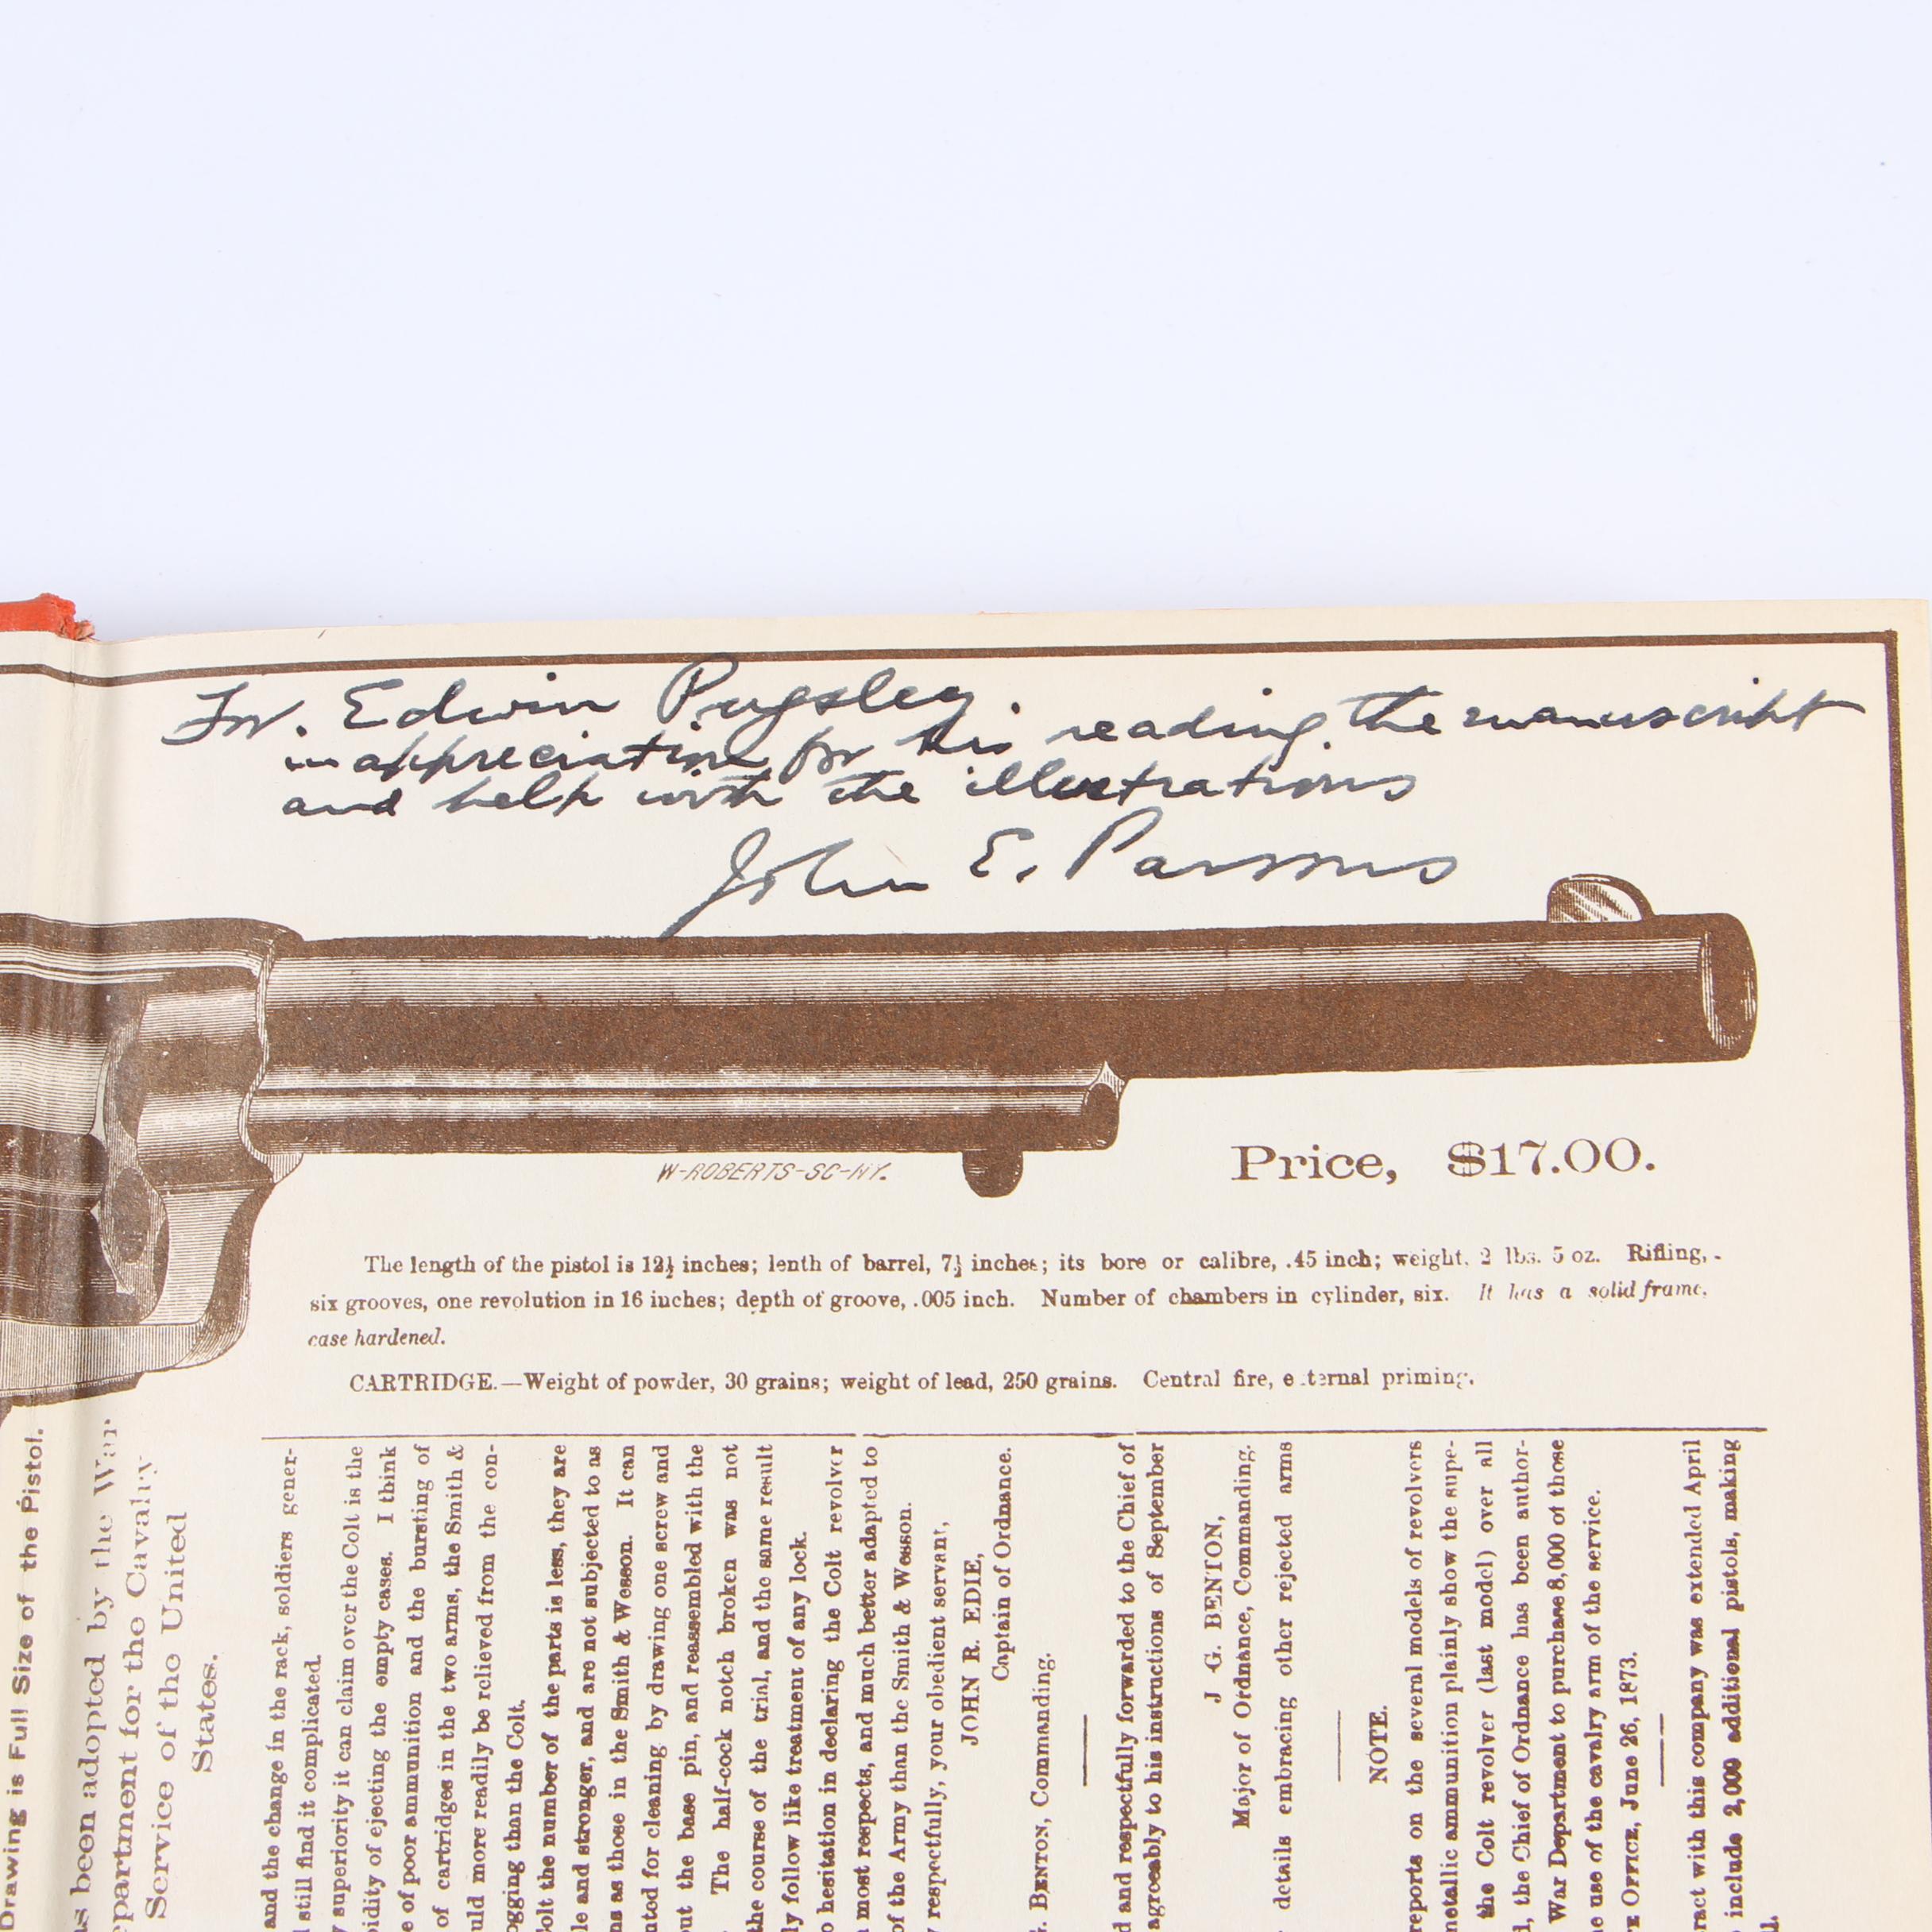 For Edwin Pugsley
in appreciation for his reading the manuscript
and help with the illustrations
John E. Parsons
W-ROBERTS-SC-NY.
Price, $17.00.
The length of the pistol is 12½ inches; lenth of barrel, 7½ inches; its bore or calibre, .45 inch; weight, 2 lbs. 5 oz. Rifling,
six grooves, one revolution in 16 inches; depth of groove, .005 inch. Number of chambers in cylinder, six. It has a solid frame,
case hardened.
CARTRIDGE.—Weight of powder, 30 grains; weight of lead, 250 grains. Central fire, external priming.
Drawing is Full Size of the Pistol.
s been adopted by the War
epartment for the Cavalry
Service of the United
States.
and the change in the rack, soldiers gener-
still find it complicated.
superiority it can claim over the Colt is the
idity of ejecting the empty cases. I think
e of poor ammunition and the bursting of
of cartridges in the two arms, the Smith &
uld more readily be relieved from the con-
ogging than the Colt.
olt the number of the parts is less, they are
le and stronger, and are not subjected to as
ns as those in the Smith & Wesson. It can
nted for cleaning by drawing one screw and
ut the base pin, and reassembled with the
The half-cock notch broken was not
the course of the trial, and the same result
ly follow like treatment of any lock.
o hesitation in declaring the Colt revolver
most respects, and much better adapted to
of the Army than the Smith & Wesson.
respectfully, your obedient servant,
JOHN R. EDIE,
Captain of Ordnance.
BENTON, Commanding.
d and respectfully forwarded to the Chief of
agreeably to his instructions of September
J. G. BENTON,
Major of Ordnance, Commanding.
details embracing other rejected arms
NOTE.
reports on the several models of revolvers
netallic ammunition plainly show the supe-
the Colt revolver (last model) over all
, the Chief of Ordnance has been author-
War Department to purchase 8,000 of those
e use of the cavalry arm of the service.
E OFFICE, June 26, 1873.
ract with this company was extended April
include 2,000 additional pistols, making